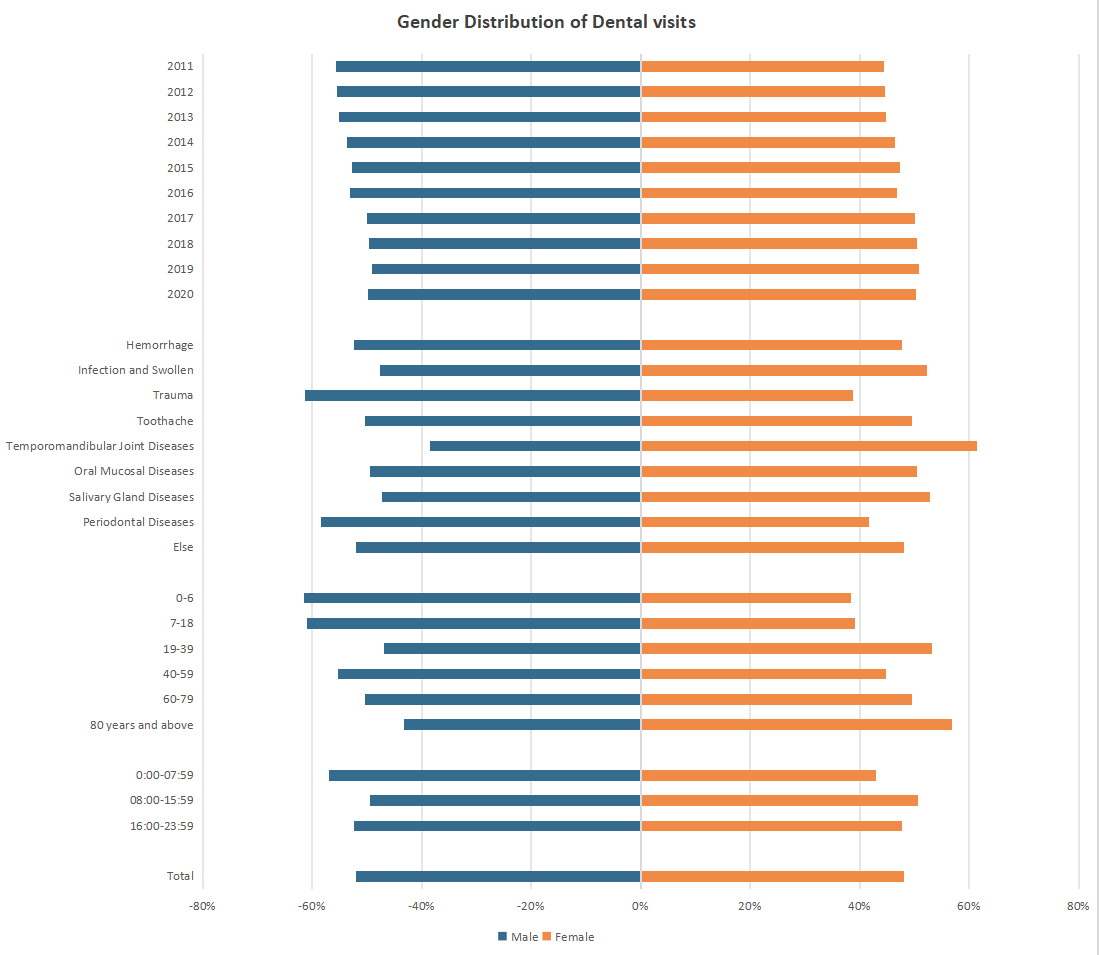 Gender Distribution of Dental visits
2011
2012
2013
2014
2015
2016
2017
2018
2019
2020
Hemorrhage
Infection and Swollen
Trauma
Toothache
Temporomandibular Joint Diseases
Oral Mucosal Diseases
Salivary Gland Diseases
Periodontal Diseases
Else
0-6
7-18
19-39
40-59
60-79
80 years and above
0:00-07:59
08:00-15:59
16:00-23:59
Total
-80% -60% -40% -20% 0% 20% 40% 60% 80%
Male Female